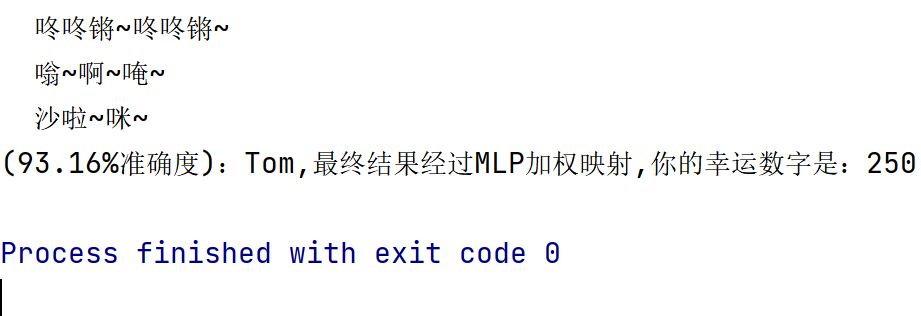 咚咚锵~咚咚锵~
嗡~啊~唵~
沙啦~咪~
(93.16%准确度)：Tom,最终结果经过MLP加权映射,你的幸运数字是：250
Process finished with exit code 0